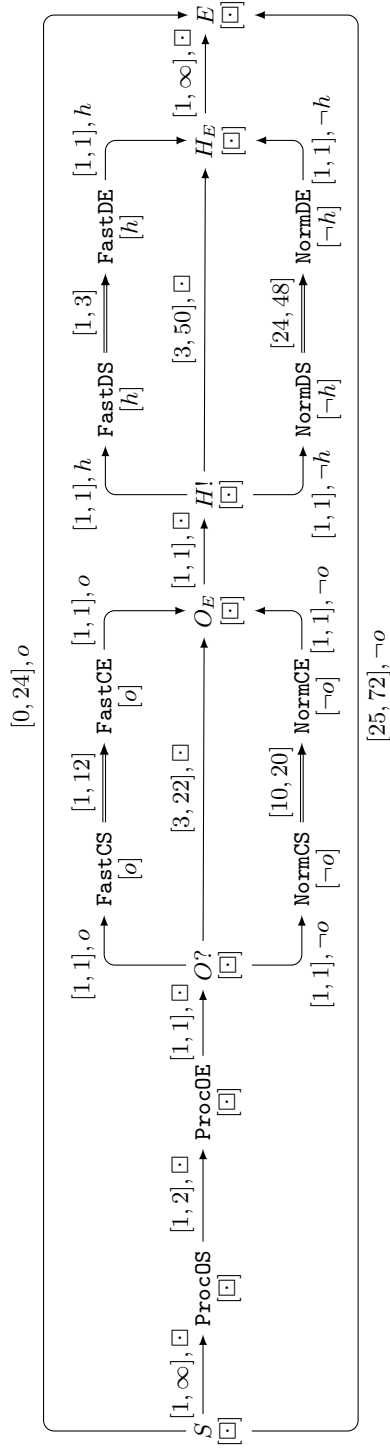 [0, 24], o
[1, 1], o
FastCS
[o]
[1, 12]
FastCE
[o]
[1, 1], o
[1, 1], h
FastDS
[h]
[1, 3]
FastDE
[h]
[1, 1], h
S
[⊡]
[1, ∞], ⊡
ProcOS
[⊡]
[1, 2], ⊡
ProcOE
[⊡]
[1, 1], ⊡
O?
[⊡]
[3, 22], ⊡
O_E
[⊡]
[1, 1], ⊡
H!
[⊡]
[3, 50], ⊡
H_E
[⊡]
[1, ∞], ⊡
E
[⊡]
[1, 1], ¬o
NormCS
[¬o]
[10, 20]
NormCE
[¬o]
[1, 1], ¬o
[1, 1], ¬h
NormDS
[¬h]
[24, 48]
NormDE
[¬h]
[1, 1], ¬h
[25, 72], ¬o